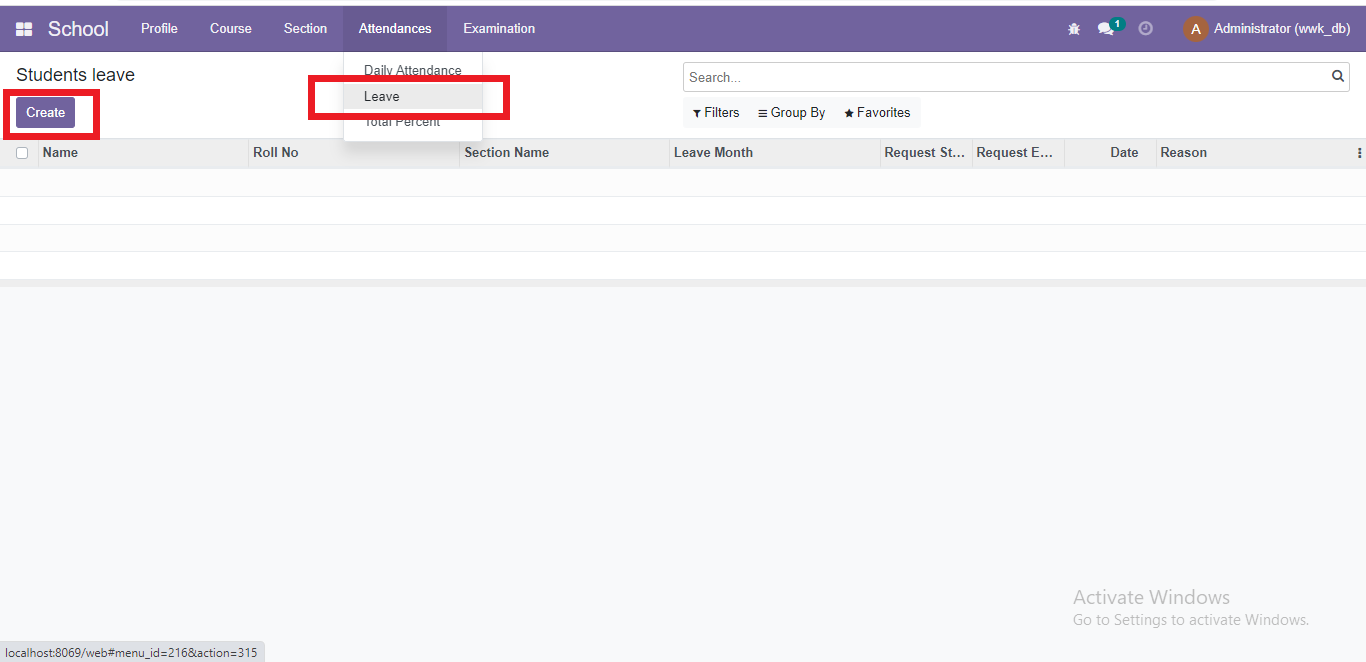 School Profile Course Section Attendances Examination 1 A Administrator (wwk_db)
Students leave
Daily Attendance
Search...
Leave
Create
Filters Group By Favorites
Total Percent
Name Roll No Section Name Leave Month Request St... Request E... Date Reason
Activate Windows
Go to Settings to activate Windows.
localhost:8069/web#menu_id=216&action=315